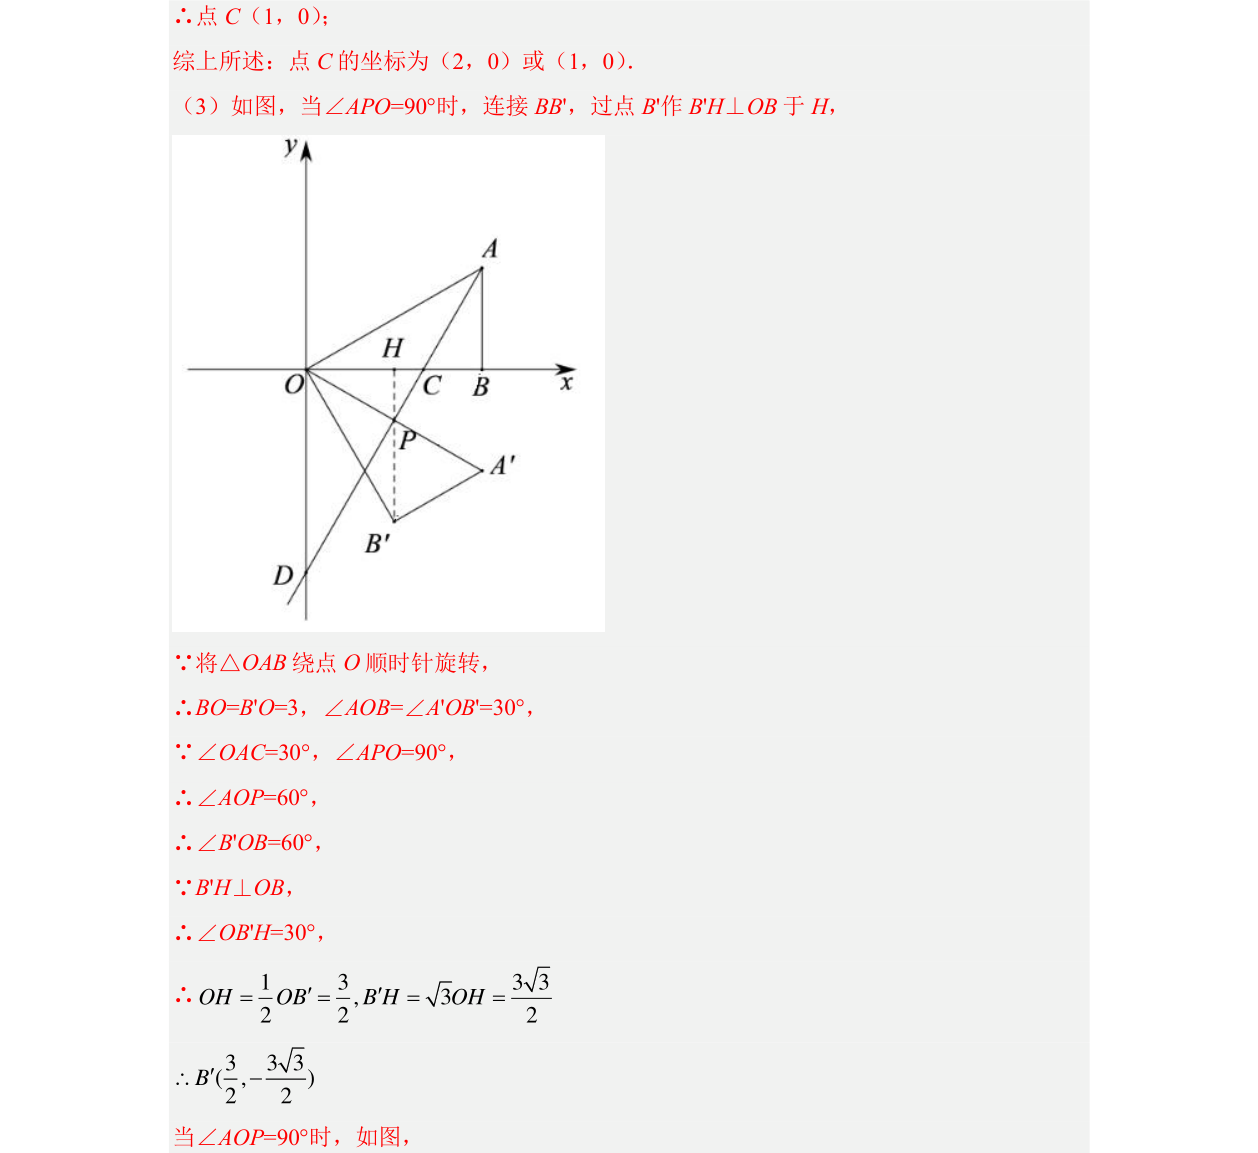 ∴点 C（1，0）；
综上所述：点 C 的坐标为（2，0）或（1，0）．
（3）如图，当∠APO=90°时，连接 BB'，过点 B'作 B'H⊥OB 于 H，
y
A
H
O
C
B
x
P
A'
B'
D
∵将△OAB 绕点 O 顺时针旋转，
∴BO=B'O=3，∠AOB=∠A'OB'=30°，
∵∠OAC=30°，∠APO=90°，
∴∠AOP=60°，
∴∠B'OB=60°，
∵B'H⊥OB，
∴∠OB'H=30°，
∴ OH = 1/2 OB′ = 3/2 , B′H = √3OH = 3√3/2
∴ B′(3/2 , −3√3/2)
当∠AOP=90°时，如图，